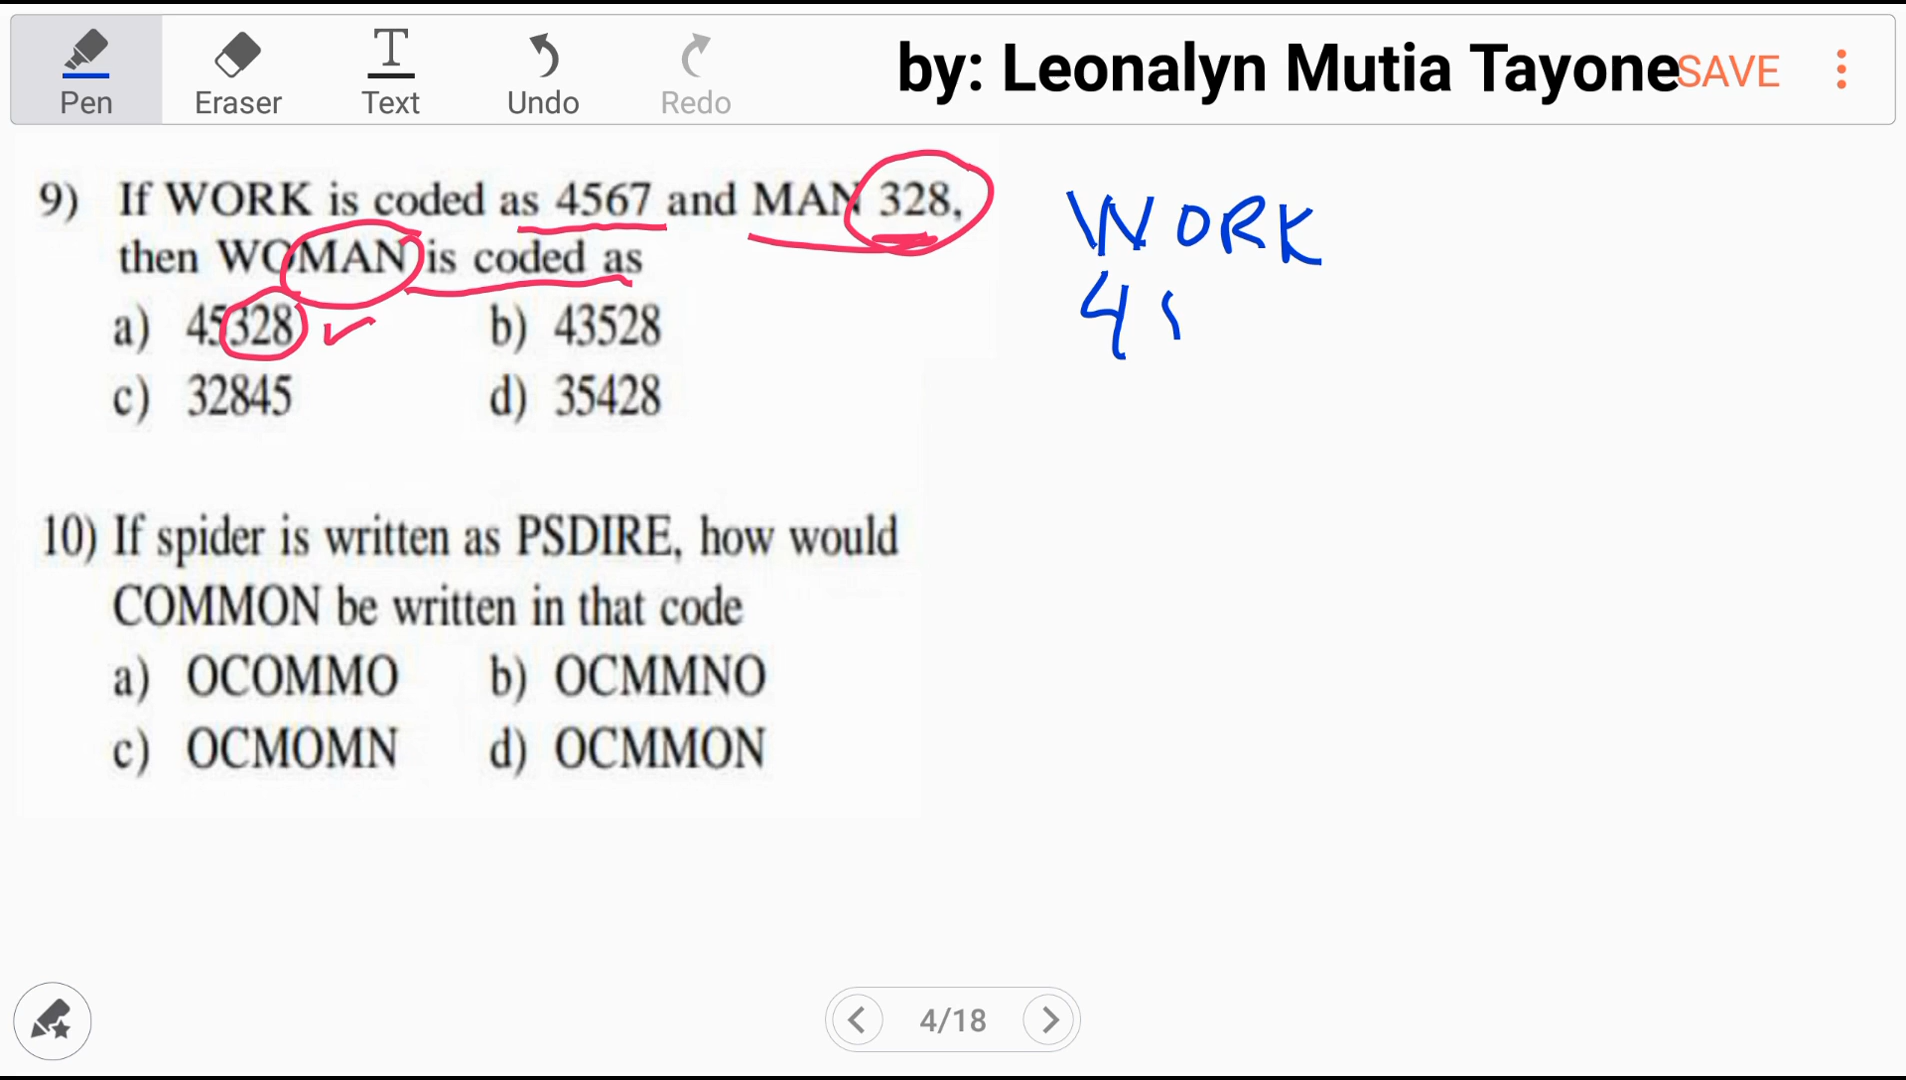 Pen Eraser Text Undo Redo by: Leonalyn Mutia Tayone SAVE
9) If WORK is coded as 4567 and MAN 328,
then WOMAN is coded as
a) 45328 b) 43528
c) 32845 d) 35428
10) If spider is written as PSDIRE, how would
COMMON be written in that code
a) OCOMMO b) OCMMNO
c) OCMOMN d) OCMMON
WORK
4
4/18